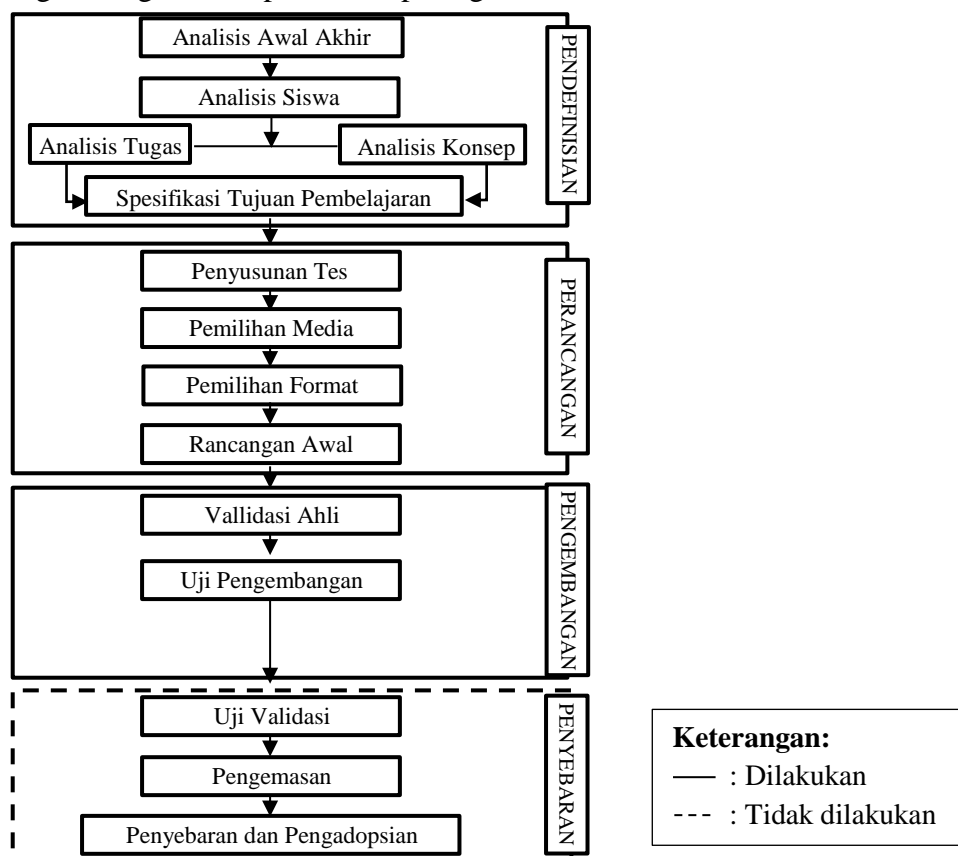 Analisis Awal Akhir
Analisis Siswa
Analisis Tugas
Analisis Konsep
Spesifikasi Tujuan Pembelajaran
PENDEFINISIAN
Penyusunan Tes
Pemilihan Media
Pemilihan Format
Rancangan Awal
PERANCANGAN
Vallidasi Ahli
Uji Pengembangan
PENGEMBANGAN
Uji Validasi
Pengemasan
Penyebaran dan Pengadopsian
PENYEBARAN
Keterangan:
: Dilakukan
: Tidak dilakukan